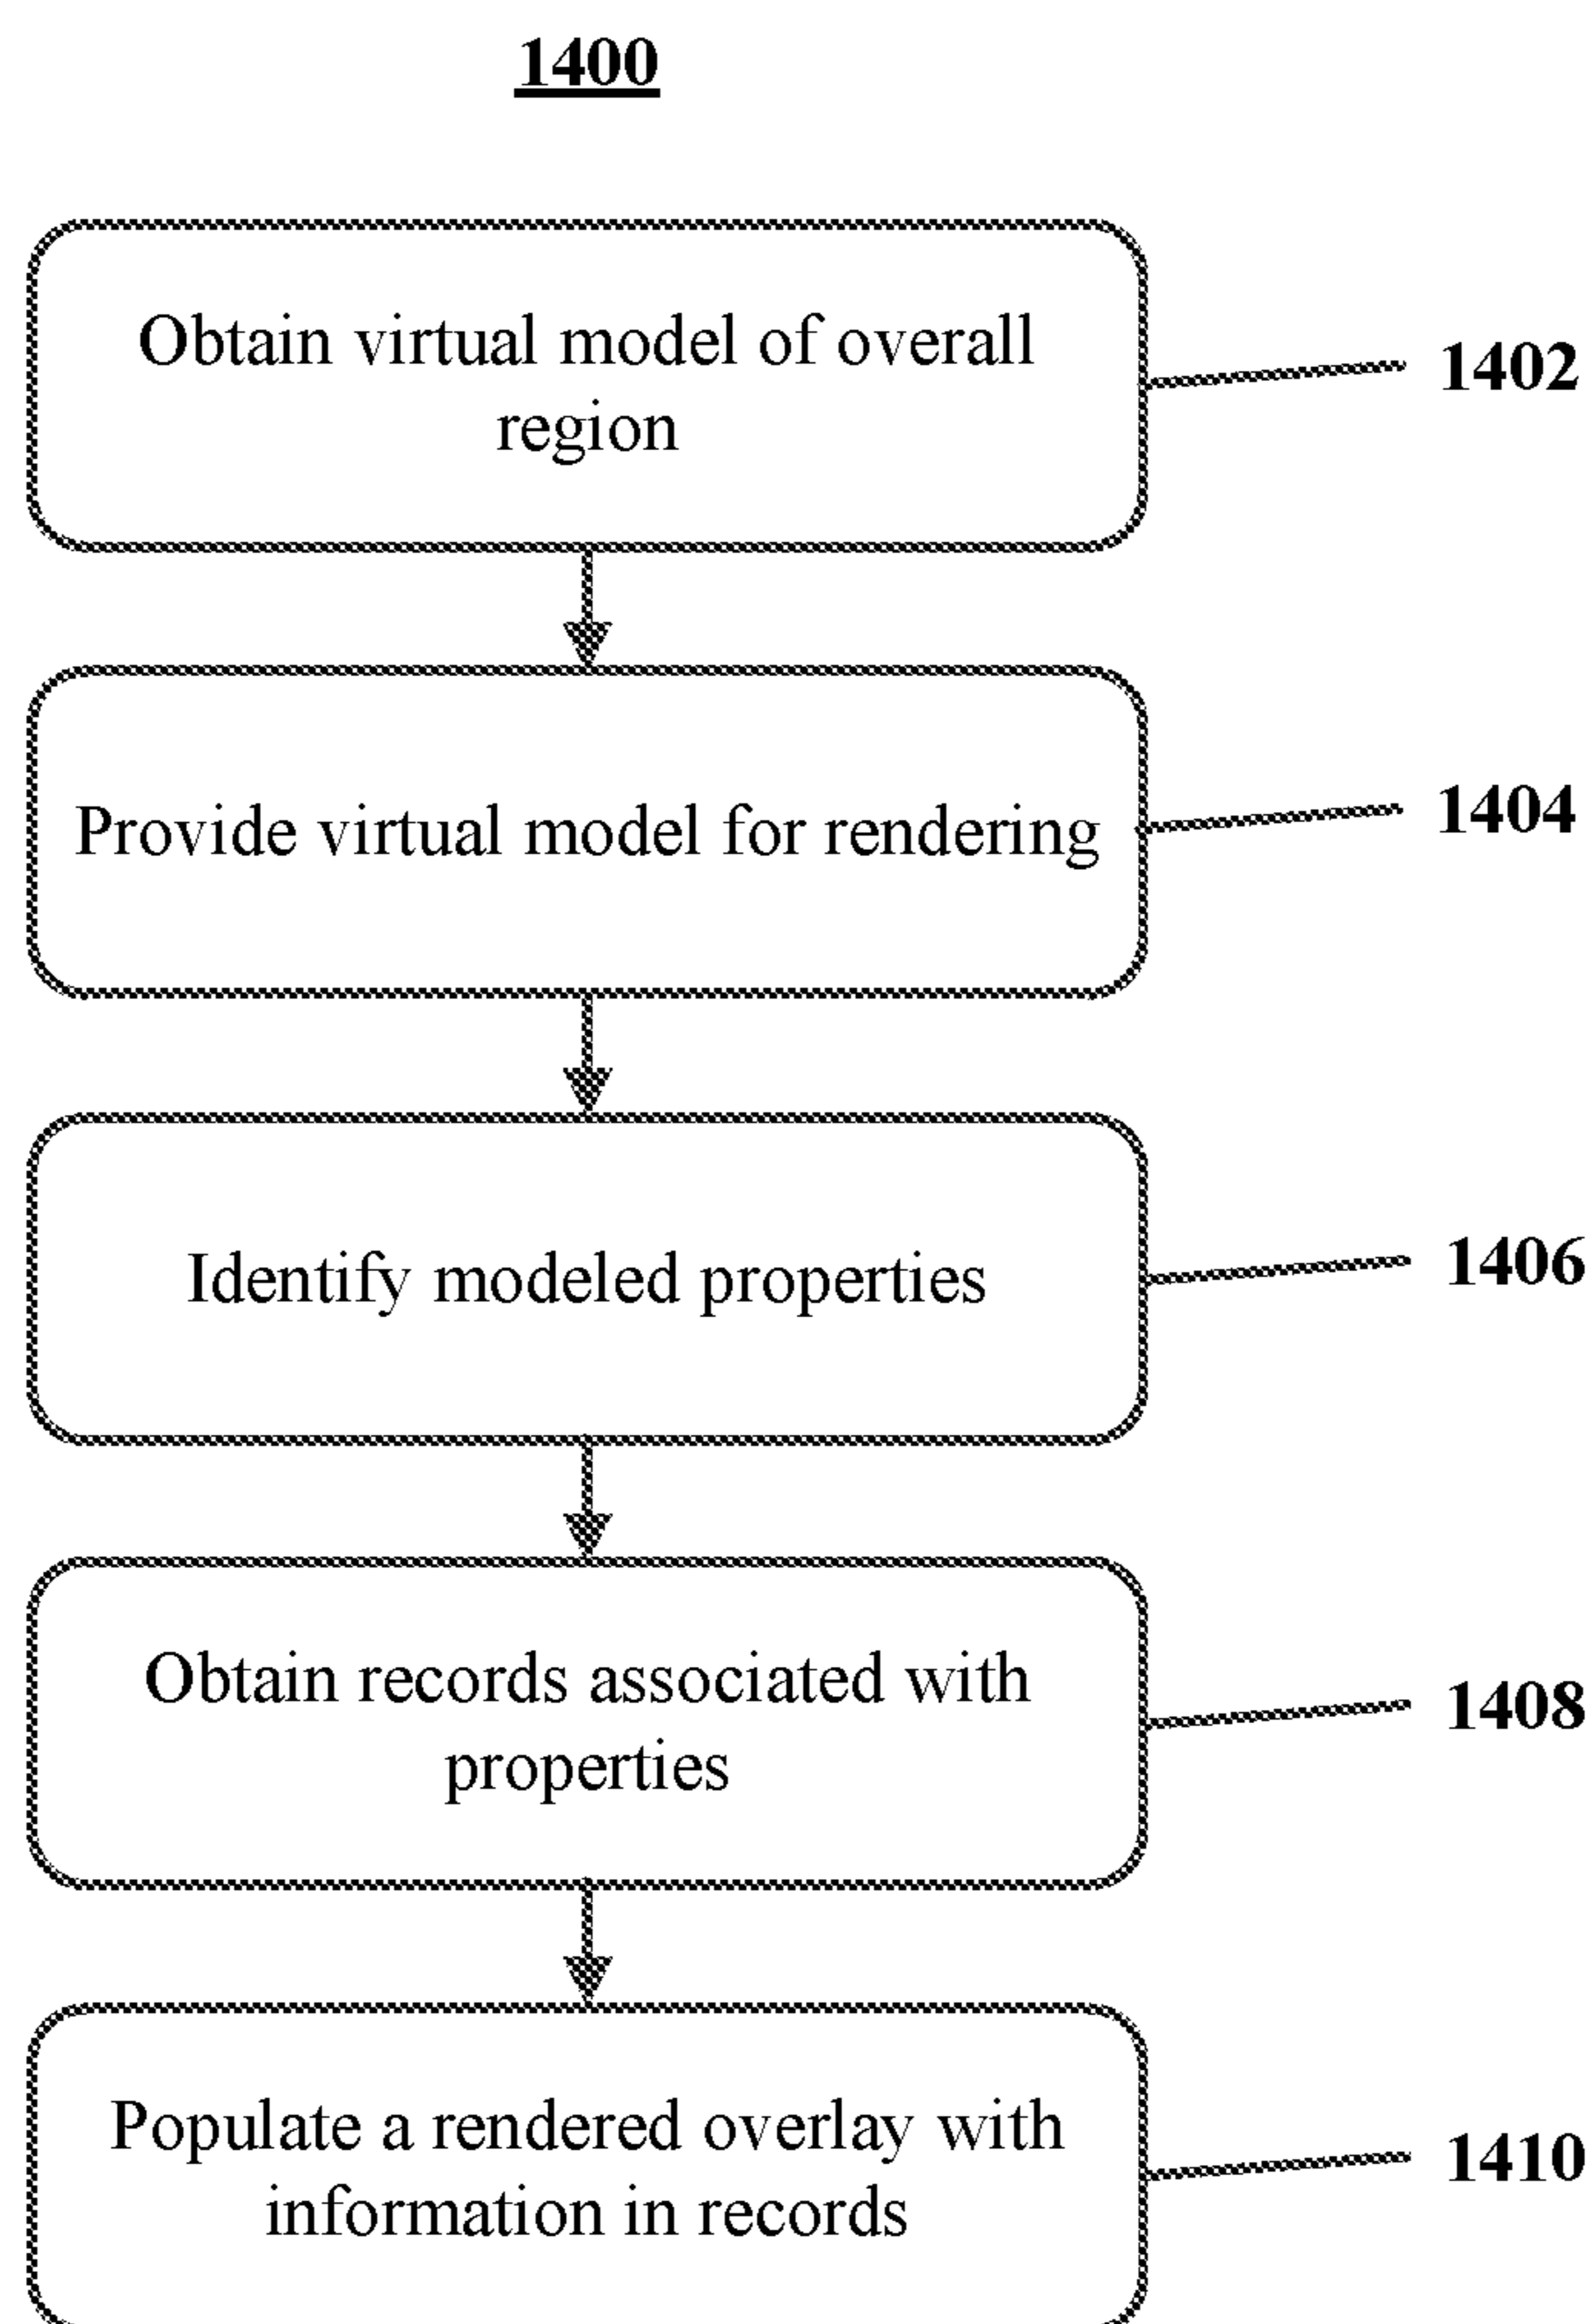 1400
Obtain virtual model of overall
region
1402
Provide virtual model for rendering
1404
Identify modeled properties
1406
Obtain records associated with
properties
1408
Populate a rendered overlay with
information in records
1410